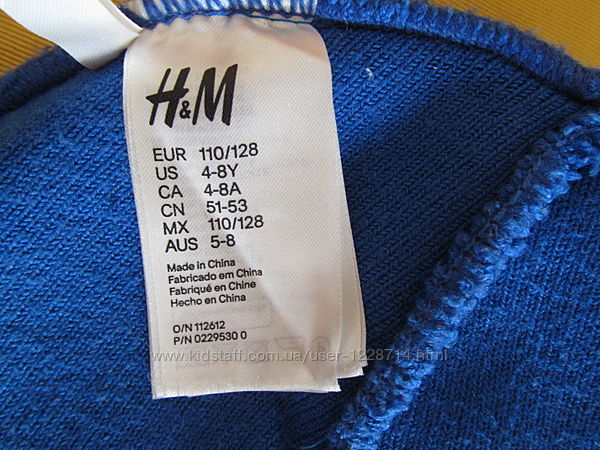 H&M
EUR 110/128
US 4-8Y
CA 4-8A
CN 51-53
MX 110/128
AUS 5-8
Made in China
Fabricado em China
Fabriqué en Chine
Hecho en China
O/N 112612
P/N 0229530 0
www.kidstaff.com.ua/user-1228714.html